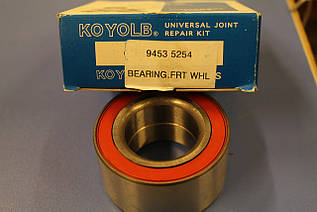 KOYOLB® UNIVERSAL JOINT
REPAIR KIT
9453 5254
BEARING.FRT WHL